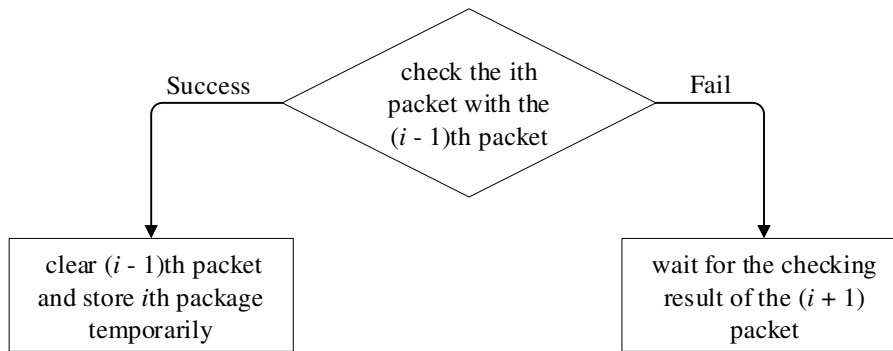 Success
check the ith
packet with the
(i - 1)th packet
Fail
clear (i - 1)th packet
and store ith package
temporarily
wait for the checking
result of the (i + 1)
packet